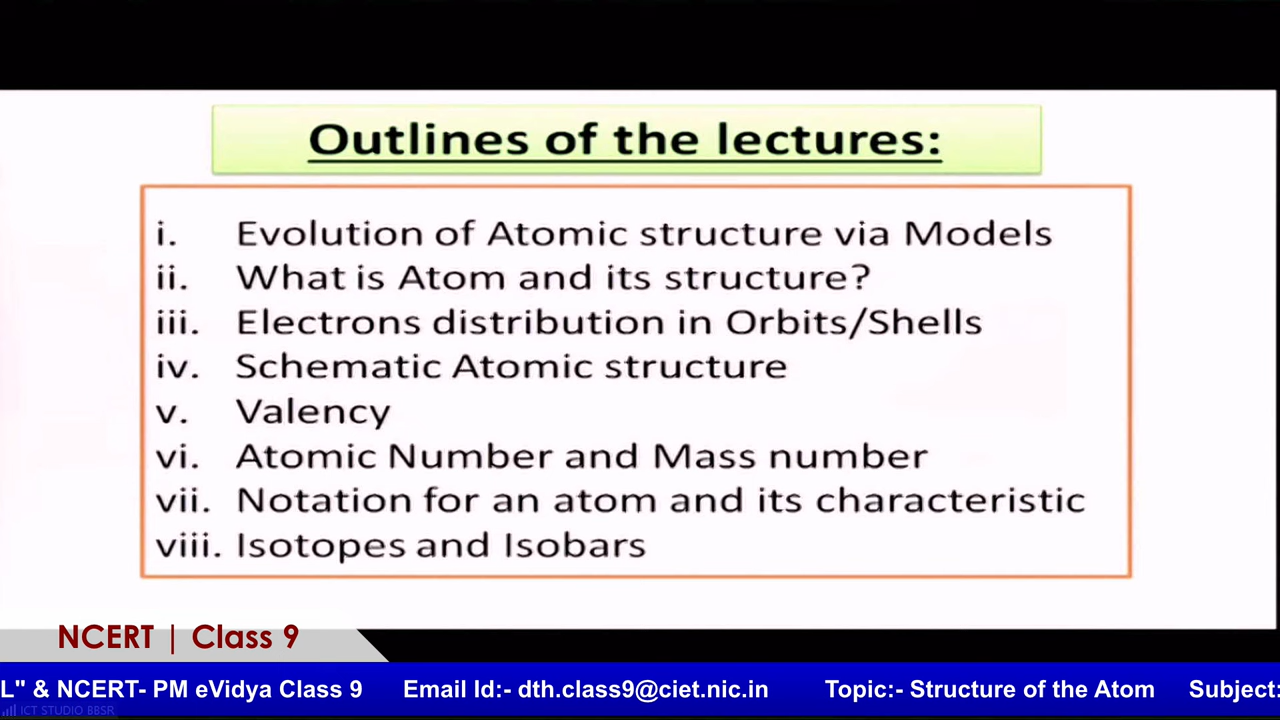 Outlines of the lectures:
i. Evolution of Atomic structure via Models
ii. What is Atom and its structure?
iii. Electrons distribution in Orbits/Shells
iv. Schematic Atomic structure
v. Valency
vi. Atomic Number and Mass number
vii. Notation for an atom and its characteristic
viii. Isotopes and Isobars
NCERT | Class 9
L" & NCERT- PM eVidya Class 9 Email Id:- dth.class9@ciet.nic.in Topic:- Structure of the Atom Subject:
ICT STUDIO BBSR